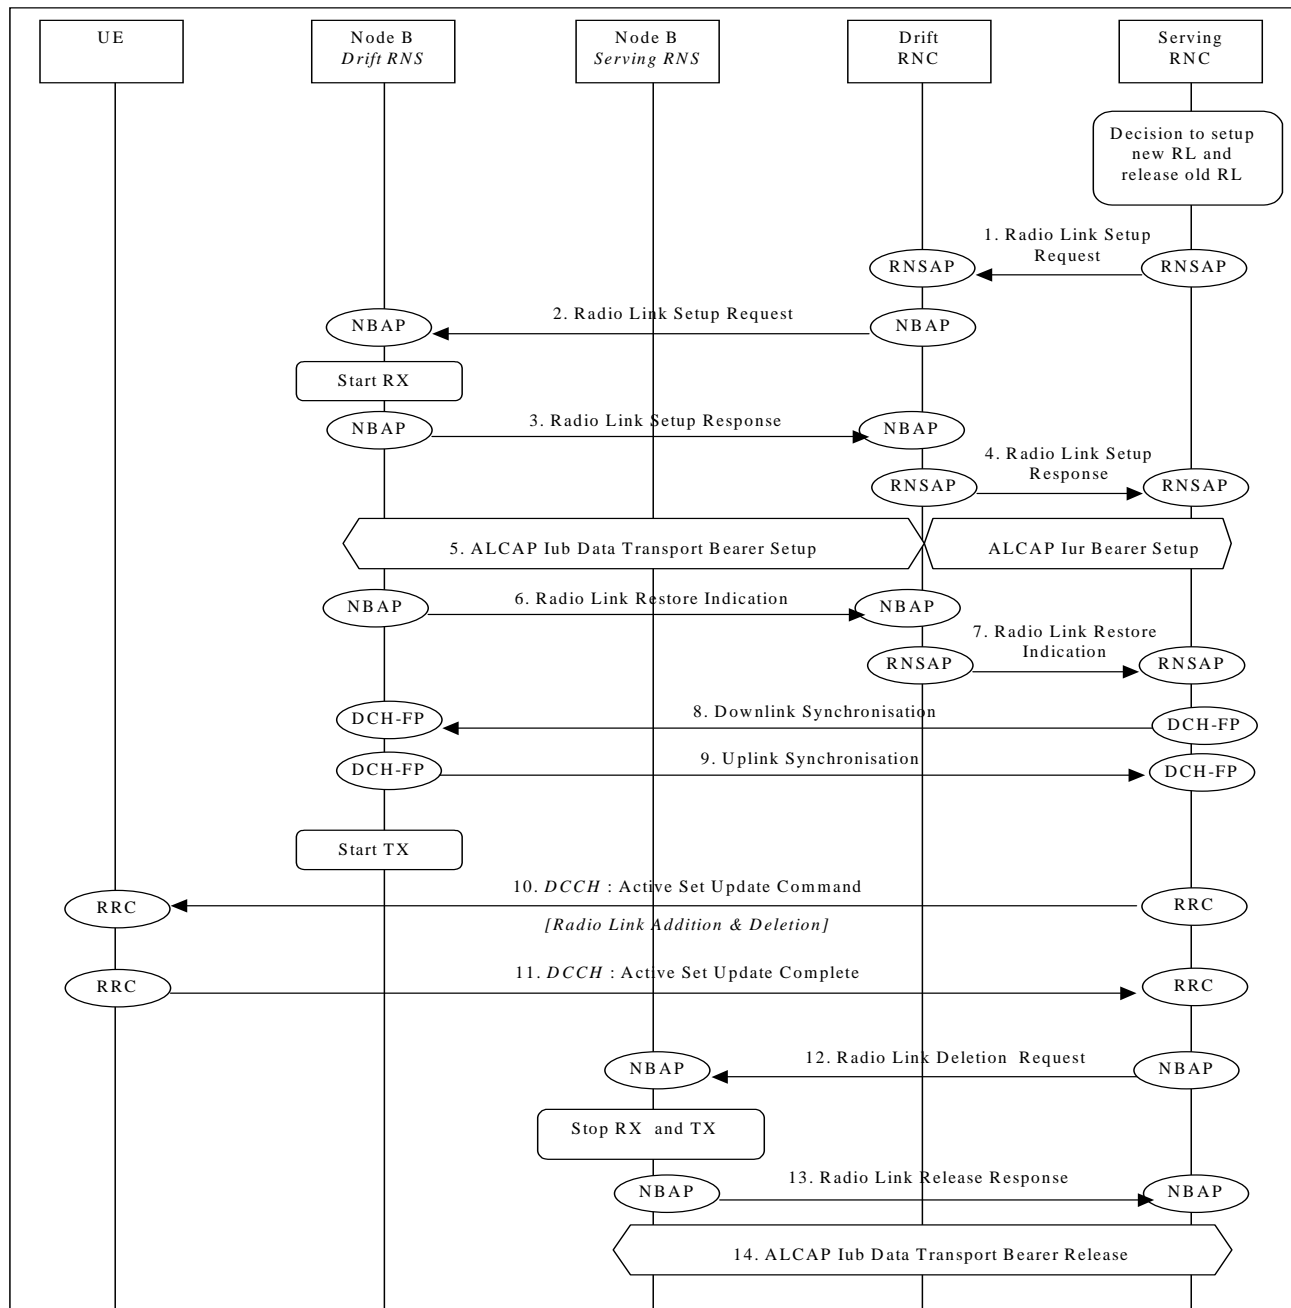 UE
Node B
Drift RNS
Node B
Serving RNS
Drift
RNC
Serving
RNC
Decision to setup
new RL and
release old RL
1. Radio Link Setup
Request
RNSAP
RNSAP
2. Radio Link Setup Request
NBAP
NBAP
Start RX
3. Radio Link Setup Response
NBAP
NBAP
4. Radio Link Setup
Response
RNSAP
RNSAP
5. ALCAP Iub Data Transport Bearer Setup
ALCAP Iur Bearer Setup
6. Radio Link Restore Indication
NBAP
NBAP
7. Radio Link Restore
Indication
RNSAP
RNSAP
8. Downlink Synchronisation
DCH-FP
DCH-FP
9. Uplink Synchronisation
DCH-FP
DCH-FP
Start TX
10. DCCH : Active Set Update Command
RRC
RRC
[Radio Link Addition & Deletion]
11. DCCH : Active Set Update Complete
RRC
RRC
12. Radio Link Deletion Request
NBAP
NBAP
Stop RX and TX
13. Radio Link Release Response
NBAP
NBAP
14. ALCAP Iub Data Transport Bearer Release